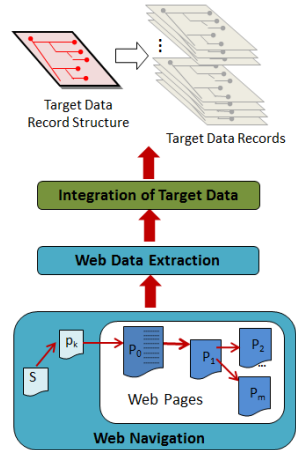 ⋮
Target Data
Record Structure
Target Data Records
Integration of Target Data
Web Data Extraction
S
pk
P0
P1
P2
...
Pm
Web Pages
Web Navigation